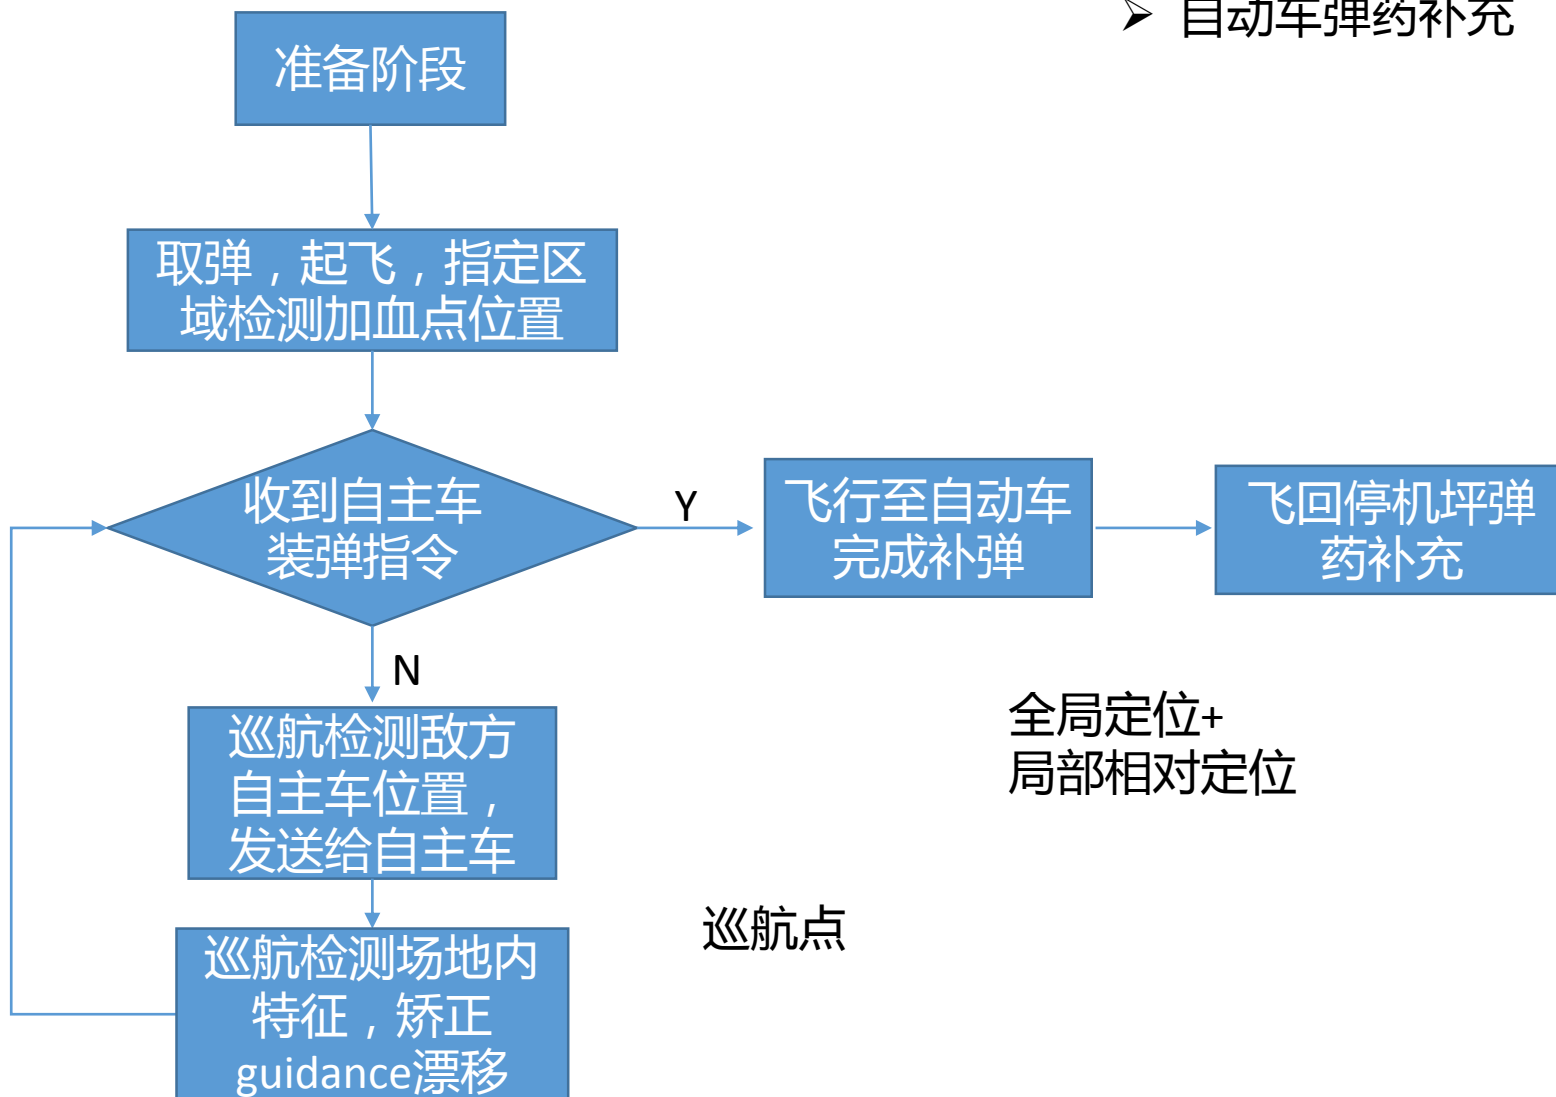 自动车弹药补充
准备阶段
取弹，起飞，指定区
域检测加血点位置
收到自主车
装弹指令
Y
飞行至自动车
完成补弹
飞回停机坪弹
药补充
N
巡航检测敌方
自主车位置，
发送给自主车
全局定位+
局部相对定位
巡航点
巡航检测场地内
特征，矫正
guidance漂移